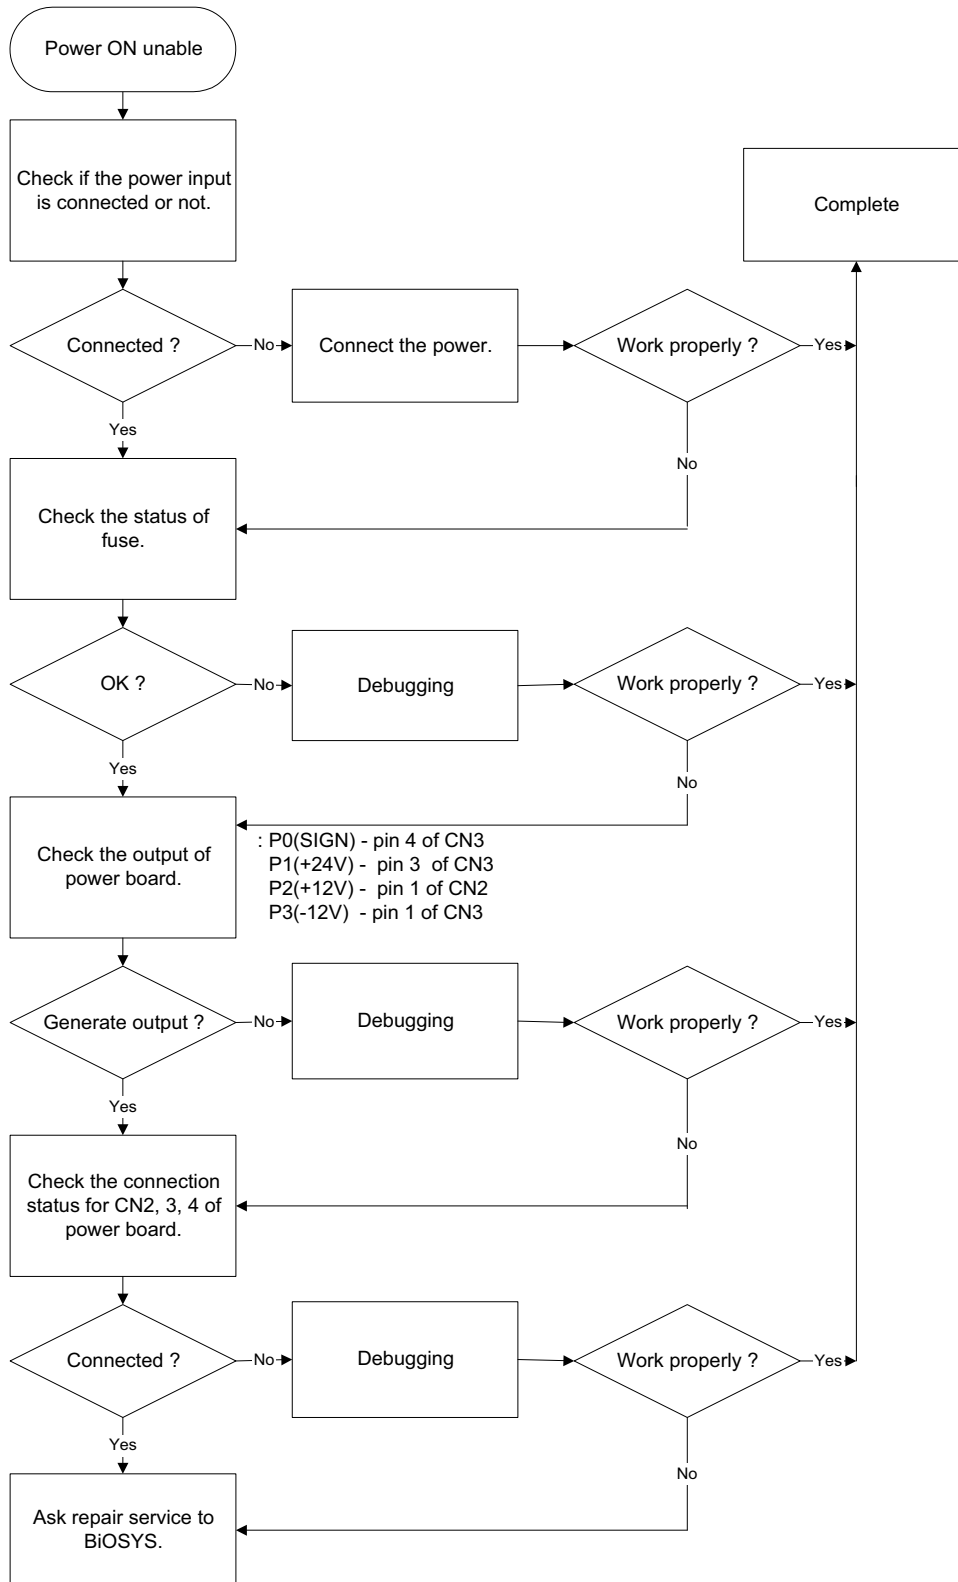 Power ON unable
Check if the power input
is connected or not.
Complete
Connected ?
No
Connect the power.
Work properly ?
Yes
Yes
No
Check the status of
fuse.
OK ?
No
Debugging
Work properly ?
Yes
Yes
No
Check the output of
power board.
: P0(SIGN) - pin 4 of CN3
P1(+24V) -  pin 3  of CN3
P2(+12V) -  pin 1 of CN2
P3(-12V)  - pin 1 of CN3
Generate output ?
No
Debugging
Work properly ?
Yes
Yes
No
Check the connection
status for CN2, 3, 4 of
power board.
Connected ?
No
Debugging
Work properly ?
Yes
Yes
No
Ask repair service to
BiOSYS.